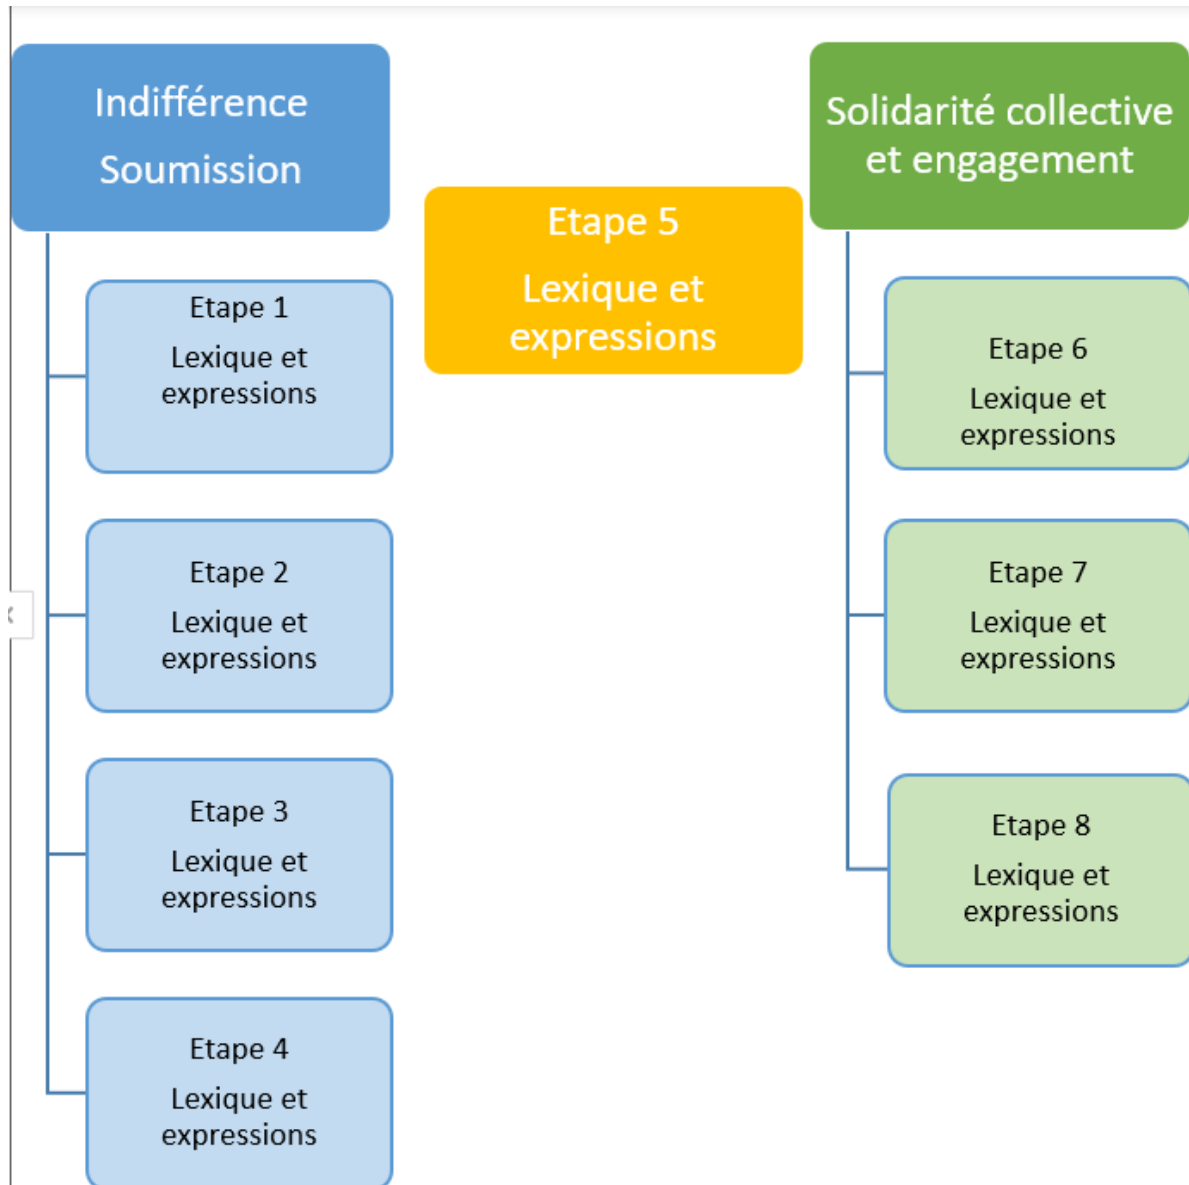 Indifférence
Soumission
Etape 1
Lexique et
expressions
Etape 2
Lexique et
expressions
Etape 3
Lexique et
expressions
Etape 4
Lexique et
expressions
Etape 5
Lexique et
expressions
Solidarité collective
et engagement
Etape 6
Lexique et
expressions
Etape 7
Lexique et
expressions
Etape 8
Lexique et
expressions